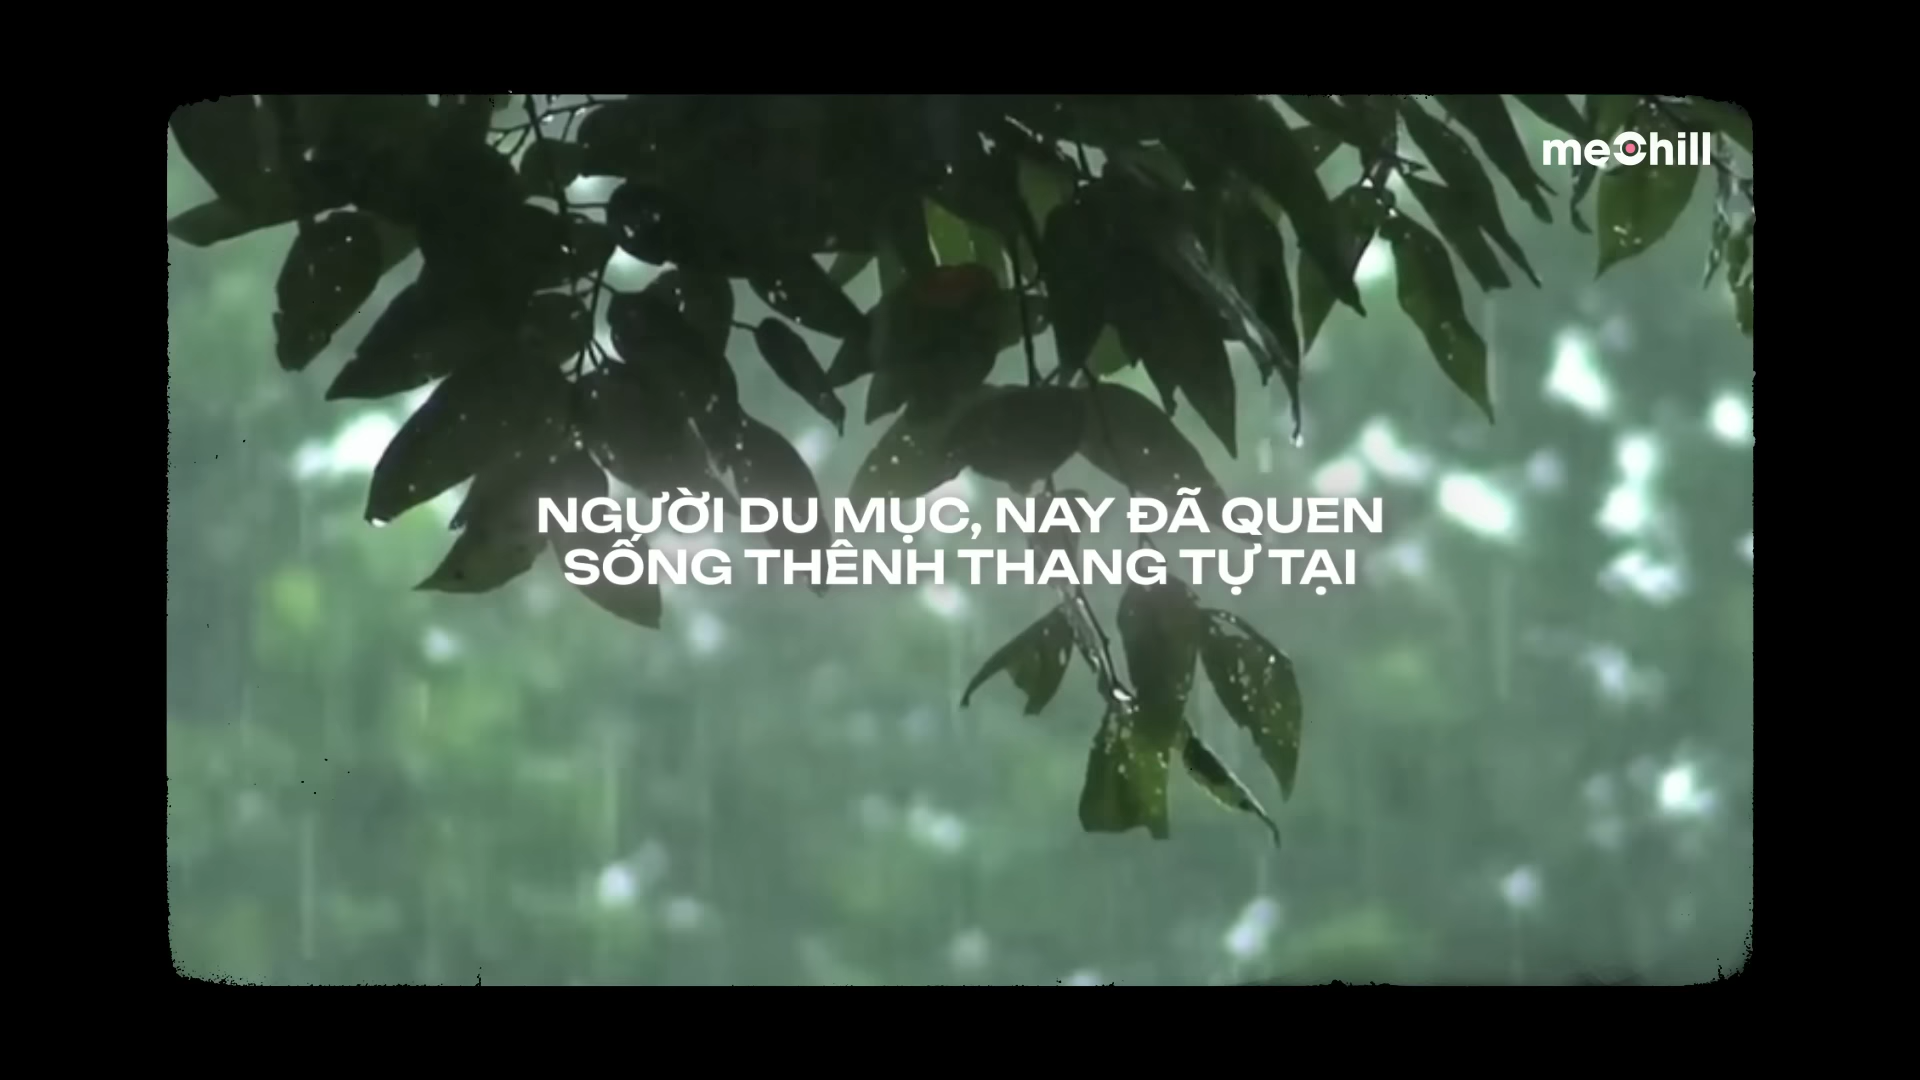 meChill
NGƯỜI DU MỤC, NAY ĐÃ QUEN
SỐNG THÊNH THANG TỰ TẠI